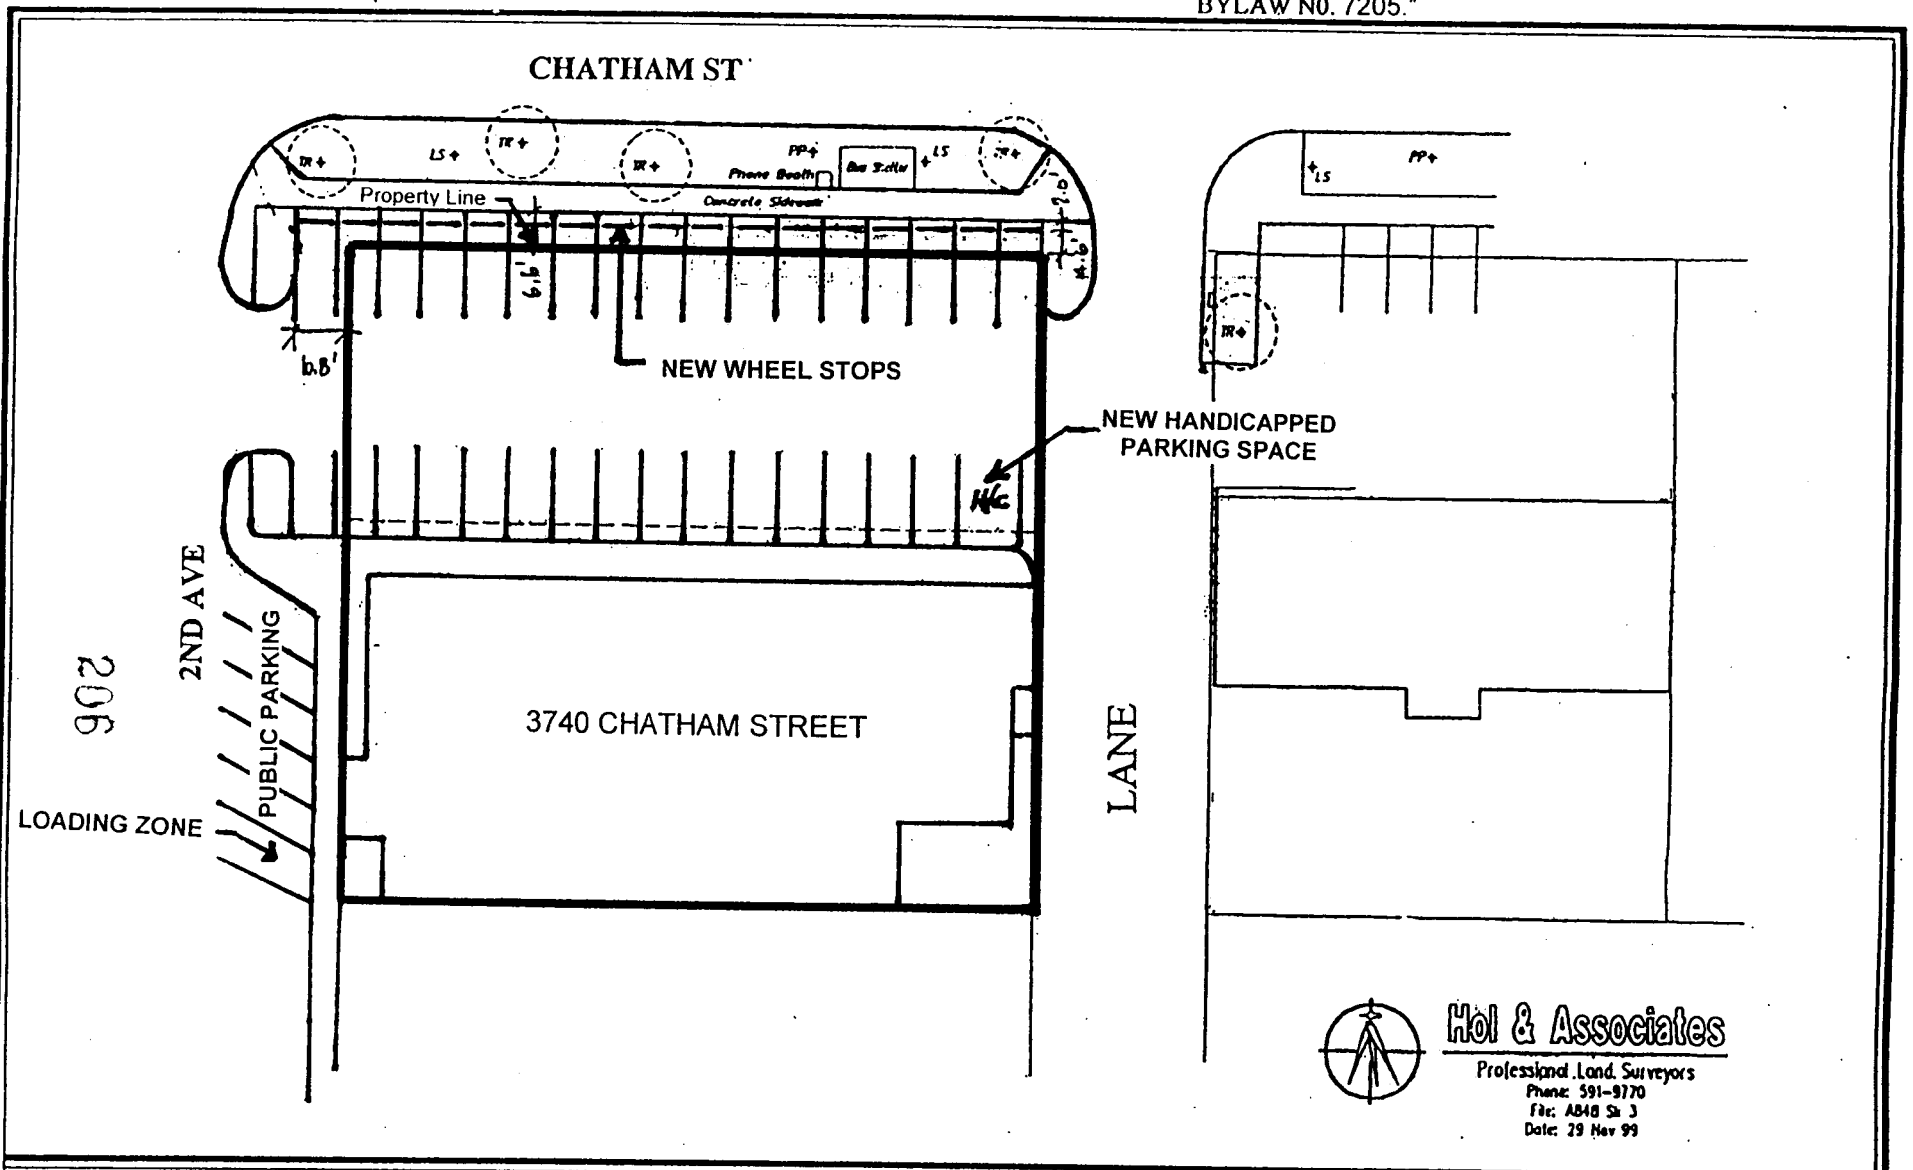 BYLAW NO. 7205."
CHATHAM ST
TR +
LS +
TR +
TR +
PP +
Phone Booth
+ LS
TR +
Property Line
Concrete Sidewalk
PP +
+ LS
TR +
NEW WHEEL STOPS
NEW HANDICAPPED
PARKING SPACE
H/C
2ND AVE
PUBLIC PARKING
206
LOADING ZONE
3740 CHATHAM STREET
LANE
Hol & Associates
Professional Land Surveyors
Phone: 591-9770
File: A848 Sk 3
Date: 29 Nov 99